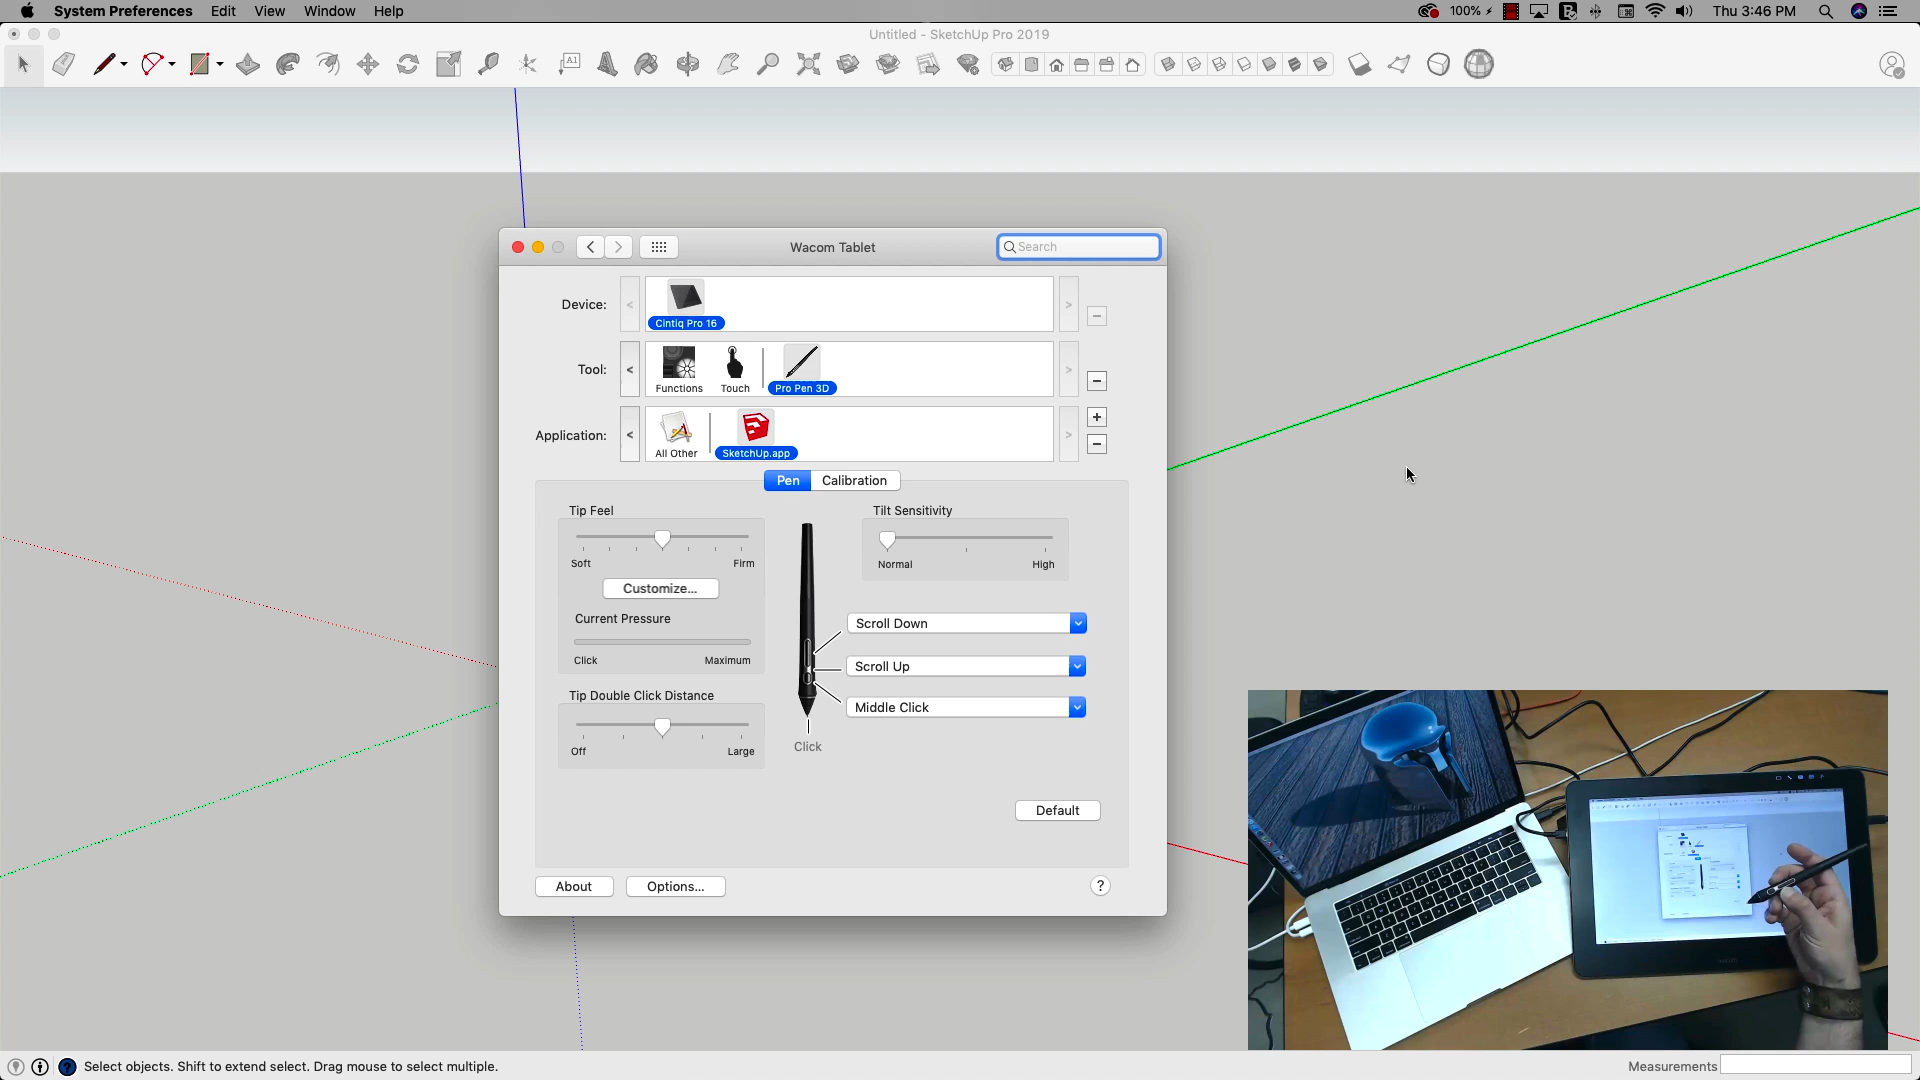 System Preferences Edit View Window Help 100% Thu 3:46 PM
Untitled - SketchUp Pro 2019
A1
Wacom Tablet Search
Device: < Cintiq Pro 16 >
Tool: < Functions Touch Pro Pen 3D >
Application: < All Other SketchUp.app >
Pen Calibration
Tip Feel
Soft Firm
Customize...
Current Pressure
Click Maximum
Tip Double Click Distance
Off Large
Click
Tilt Sensitivity
Normal High
Scroll Down
Scroll Up
Middle Click
Default
About Options... ?
Select objects. Shift to extend select. Drag mouse to select multiple. Measurements